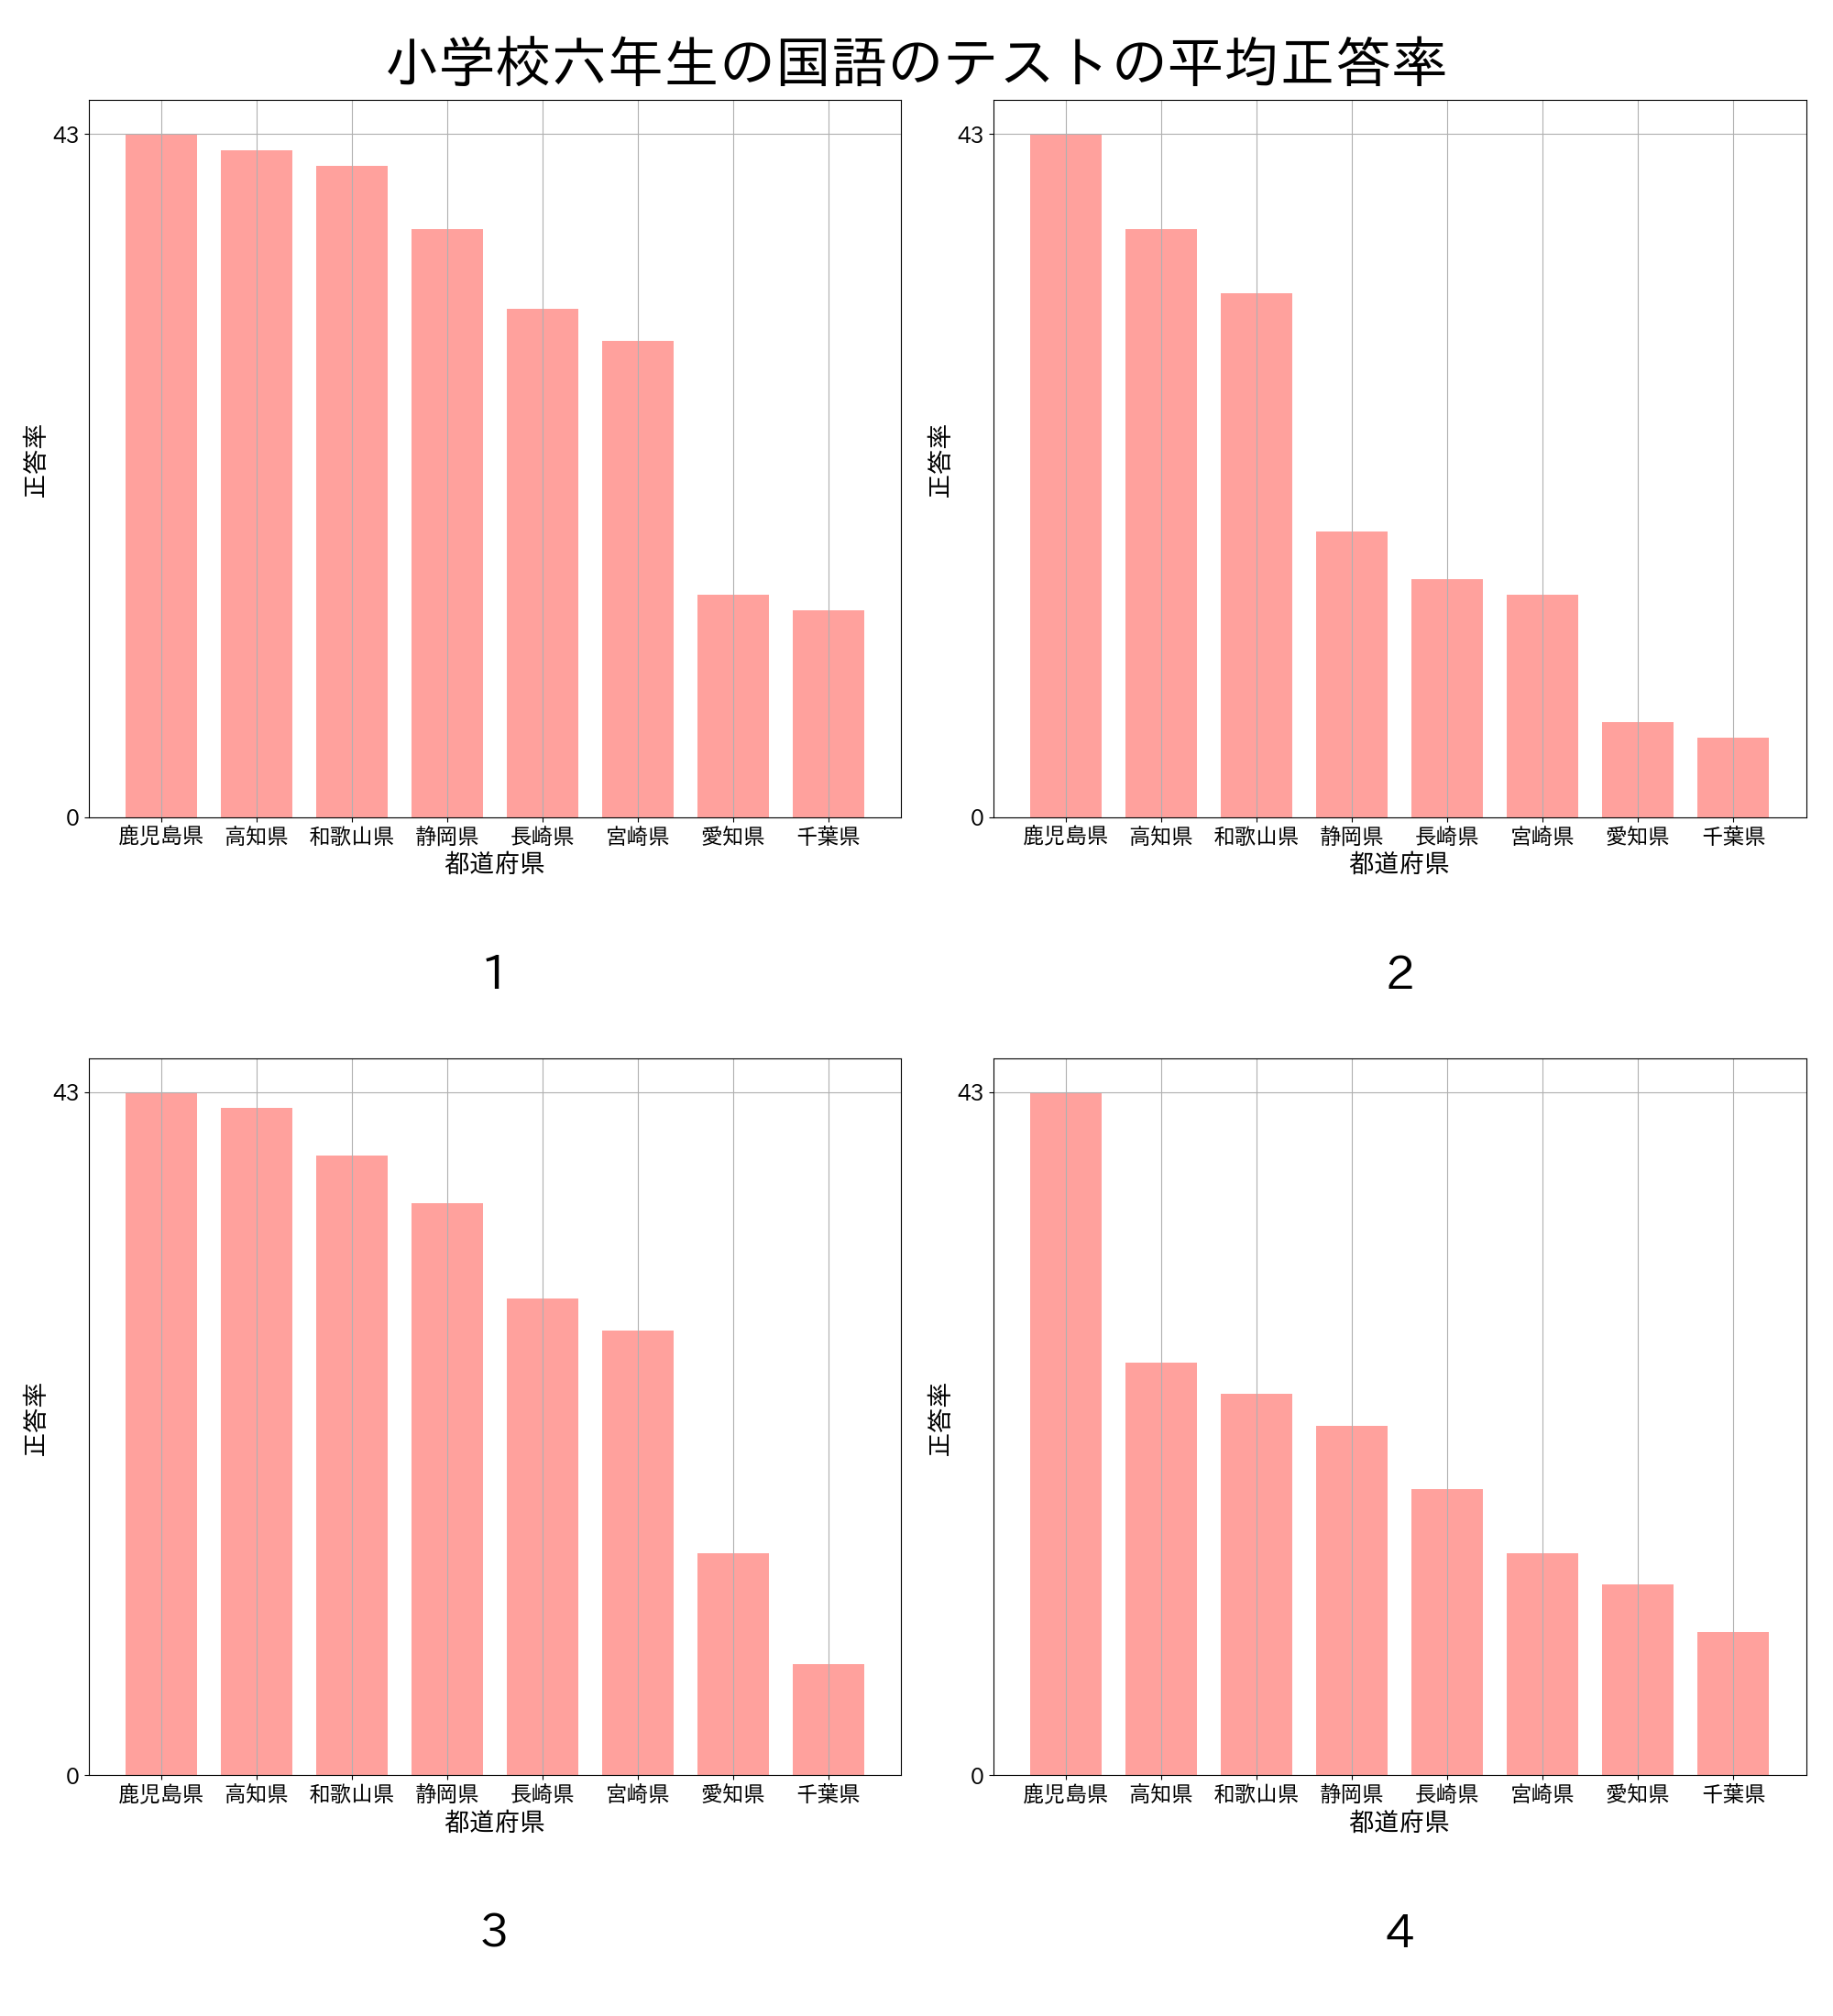 小学校六年生の国語のテストの平均正答率
43
0
正答率
鹿児島県 高知県 和歌山県 静岡県 長崎県 宮崎県 愛知県 千葉県
都道府県
1
43
0
正答率
鹿児島県 高知県 和歌山県 静岡県 長崎県 宮崎県 愛知県 千葉県
都道府県
2
43
0
正答率
鹿児島県 高知県 和歌山県 静岡県 長崎県 宮崎県 愛知県 千葉県
都道府県
3
43
0
正答率
鹿児島県 高知県 和歌山県 静岡県 長崎県 宮崎県 愛知県 千葉県
都道府県
4